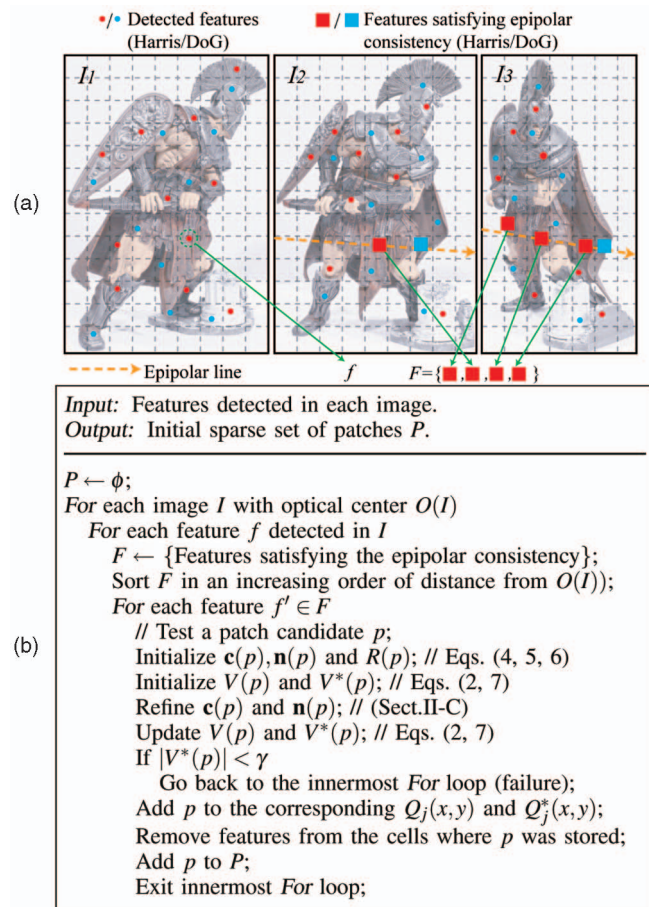 •/• Detected features
(Harris/DoG)
■/■ Features satisfying epipolar
consistency (Harris/DoG)
I1
I2
I3
(a)
Epipolar line
f
F={■,■,■,■ }
Input: Features detected in each image.
Output: Initial sparse set of patches P.
P ← ϕ;
For each image I with optical center O(I)
For each feature f detected in I
F ← {Features satisfying the epipolar consistency};
Sort F in an increasing order of distance from O(I));
For each feature f′ ∈ F
// Test a patch candidate p;
(b)
Initialize c(p),n(p) and R(p); // Eqs. (4, 5, 6)
Initialize V(p) and V*(p); // Eqs. (2, 7)
Refine c(p) and n(p); // (Sect.II-C)
Update V(p) and V*(p); // Eqs. (2, 7)
If |V*(p)| < γ
Go back to the innermost For loop (failure);
Add p to the corresponding Qj(x,y) and Q*j(x,y);
Remove features from the cells where p was stored;
Add p to P;
Exit innermost For loop;